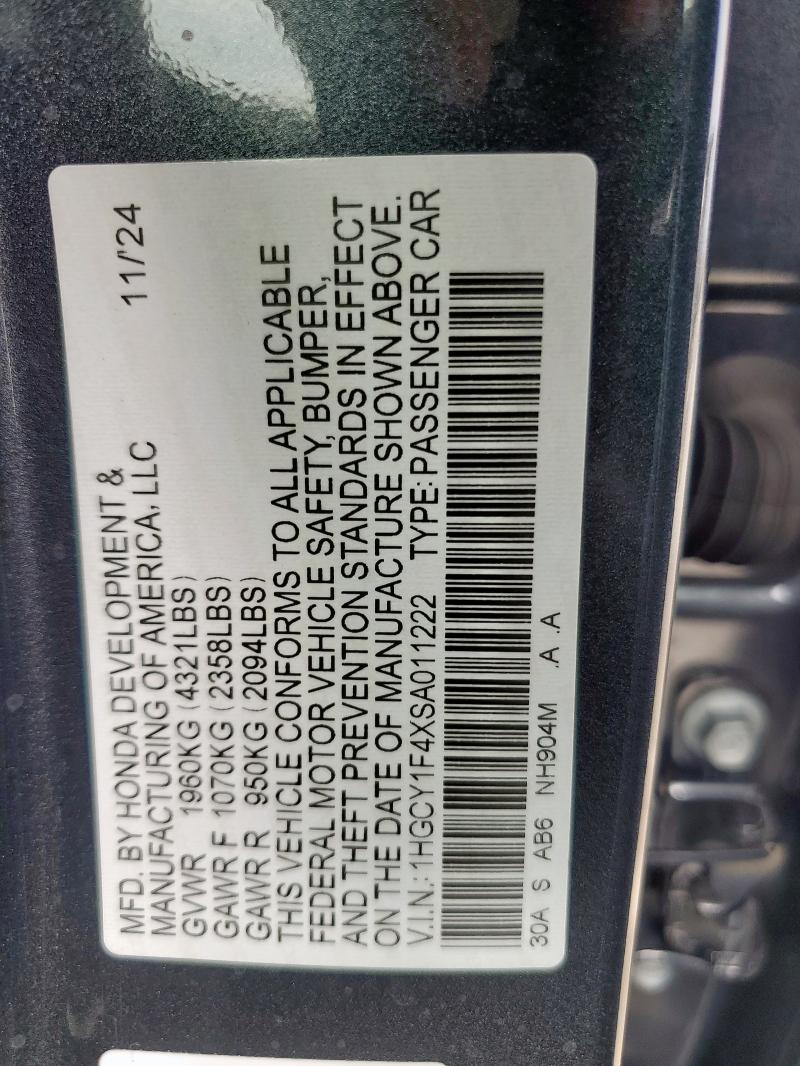 MFD. BY HONDA DEVELOPMENT &
MANUFACTURING OF AMERICA, LLC 11/'24
GVWR 1960KG (4321LBS)
GAWR F 1070KG (2358LBS)
GAWR R 950KG (2094LBS)
THIS VEHICLE CONFORMS TO ALL APPLICABLE
FEDERAL MOTOR VEHICLE SAFETY, BUMPER,
AND THEFT PREVENTION STANDARDS IN EFFECT
ON THE DATE OF MANUFACTURE SHOWN ABOVE.
V.I.N.: 1HGCY1F4XSA011222 TYPE: PASSENGER CAR
30A S AB6 NH904M .A .A